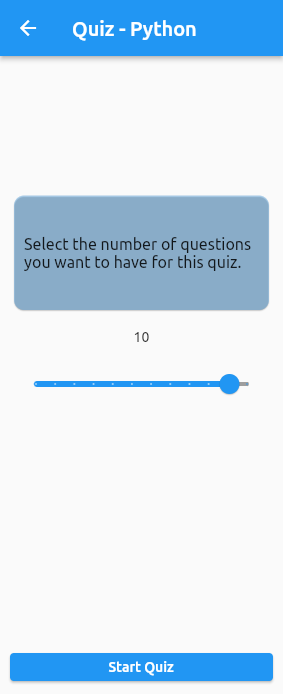 Quiz - Python
Select the number of questions
you want to have for this quiz.
10
Start Quiz